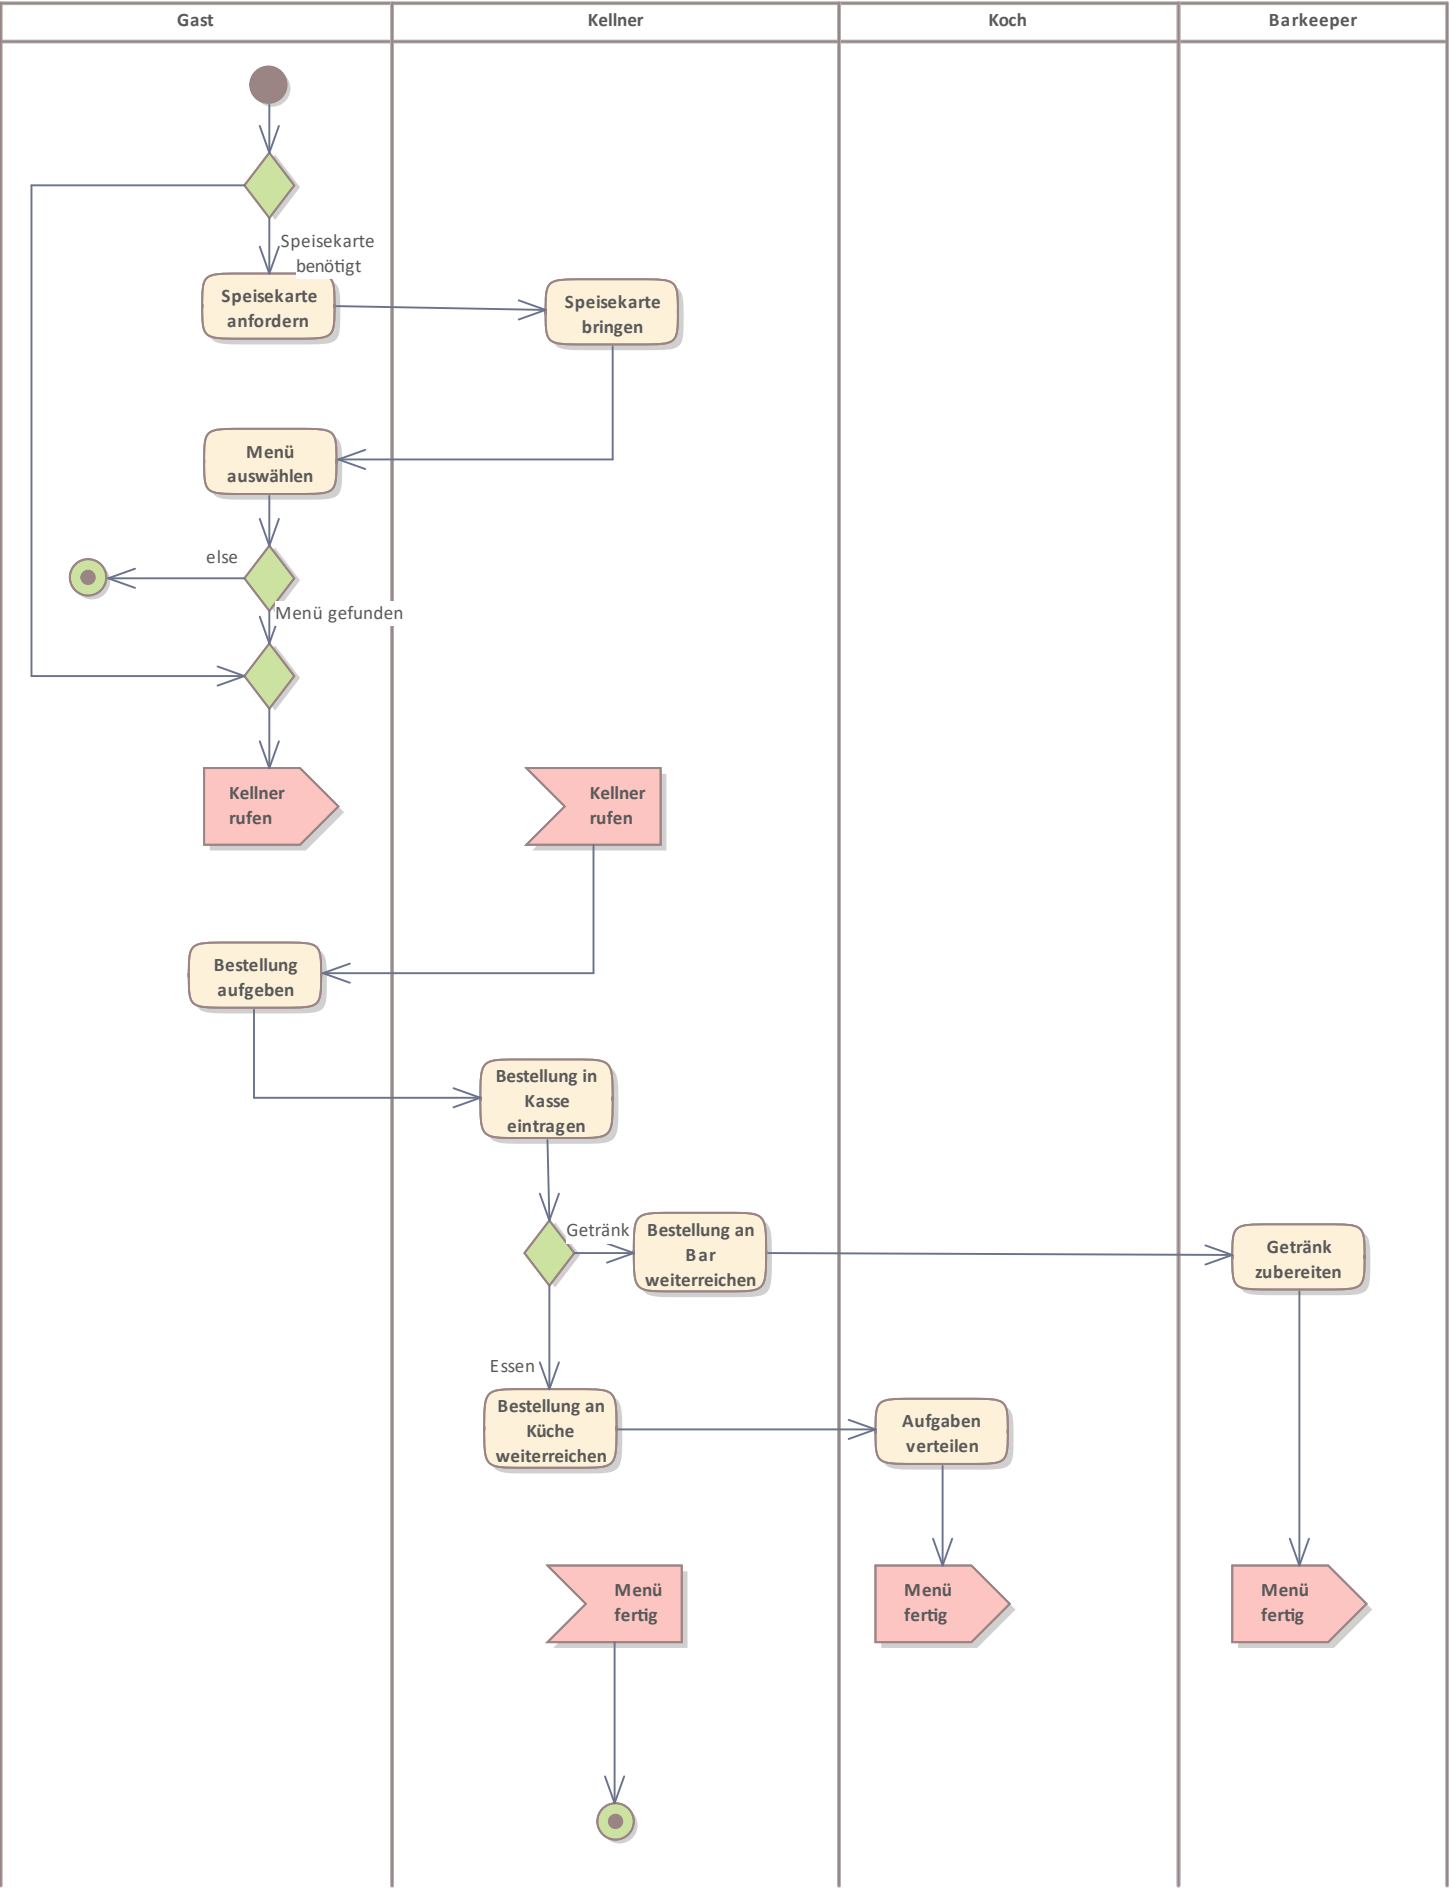 Gast
Kellner
Koch
Barkeeper
Speisekarte
benötigt
Speisekarte
anfordern
Speisekarte
bringen
Menü
auswählen
else
Menü gefunden
Kellner
rufen
Kellner
rufen
Bestellung
aufgeben
Bestellung in
Kasse
eintragen
Getränk
Bestellung an
Bar
weiterreichen
Getränk
zubereiten
Essen
Bestellung an
Küche
weiterreichen
Aufgaben
verteilen
Menü
fertig
Menü
fertig
Menü
fertig